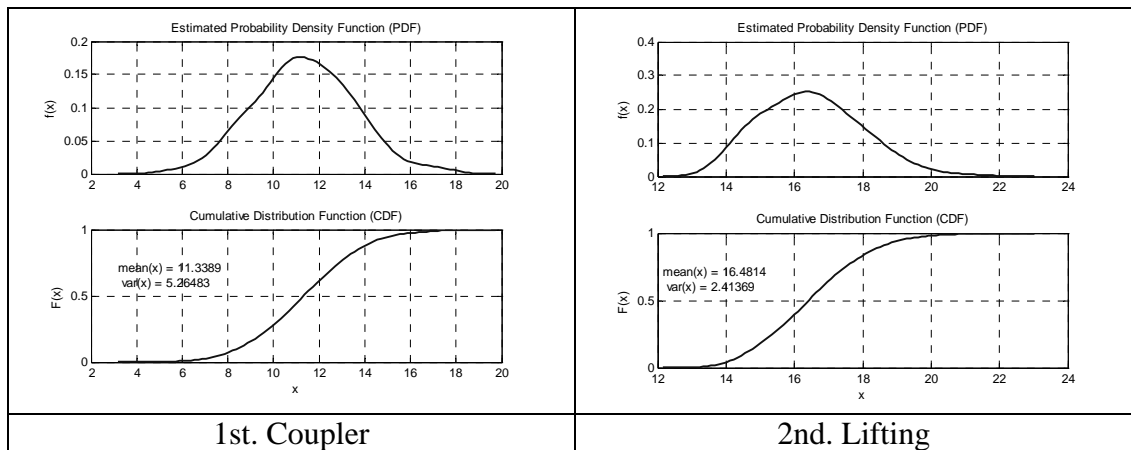 Estimated Probability Density Function (PDF)
0.2
0.15
0.1
0.05
0
f(x)
2 4 6 8 10 12 14 16 18 20
Cumulative Distribution Function (CDF)
1
0.5
0
F(x)
mean(x) = 11.3389
var(x) = 5.26483
2 4 6 8 10 12 14 16 18 20
x
1st. Coupler
Estimated Probability Density Function (PDF)
0.4
0.3
0.2
0.1
0
f(x)
12 14 16 18 20 22 24
Cumulative Distribution Function (CDF)
1
0.5
0
F(x)
mean(x) = 16.4814
var(x) = 2.41369
12 14 16 18 20 22 24
x
2nd. Lifting